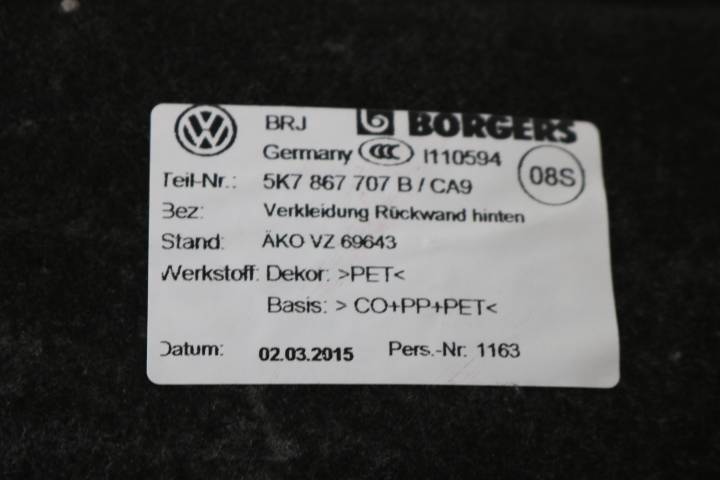 BRJ BORGERS
Germany CCC I110594
Teil-Nr.: 5K7 867 707 B / CA9 08S
Bez: Verkleidung Rückwand hinten
Stand: ÄKO VZ 69643
Werkstoff: Dekor: >PET<
Basis: > CO+PP+PET<
Datum: 02.03.2015 Pers.-Nr. 1163